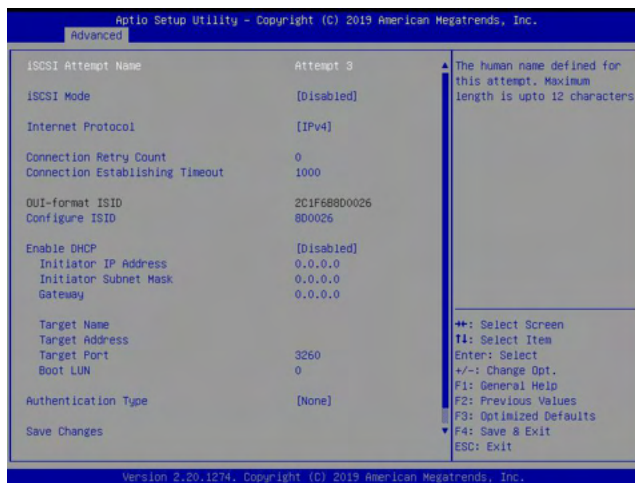 Aptio Setup Utility - Copyright (C) 2019 American Megatrends, Inc.
Advanced
iSCSI Attempt Name Attempt 3
iSCSI Mode [Disabled]
Internet Protocol [IPv4]
Connection Retry Count 0
Connection Establishing Timeout 1000
OUI-format ISID 2C1F6B8D0026
Configure ISID 8D0026
Enable DHCP [Disabled]
Initiator IP Address 0.0.0.0
Initiator Subnet Mask 0.0.0.0
Gateway 0.0.0.0
Target Name
Target Address
Target Port 3260
Boot LUN 0
Authentication Type [None]
Save Changes
The human name defined for
this attempt. Maximum
length is upto 12 characters
→←: Select Screen
↑↓: Select Item
Enter: Select
+/-: Change Opt.
F1: General Help
F2: Previous Values
F3: Optimized Defaults
F4: Save & Exit
ESC: Exit
Version 2.20.1274. Copyright (C) 2019 American Megatrends, Inc.